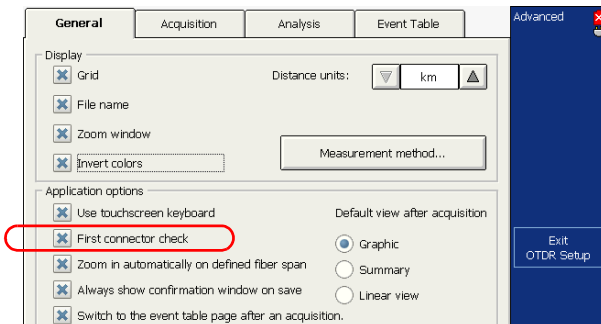 General Acquisition Analysis Event Table Advanced
Display
Grid Distance units: km
File name
Zoom window
Invert colors Measurement method...
Application options
Use touchscreen keyboard Default view after acquisition
First connector check Graphic
Zoom in automatically on defined fiber span Summary
Always show confirmation window on save Linear view
Switch to the event table page after an acquisition.
Exit
OTDR Setup